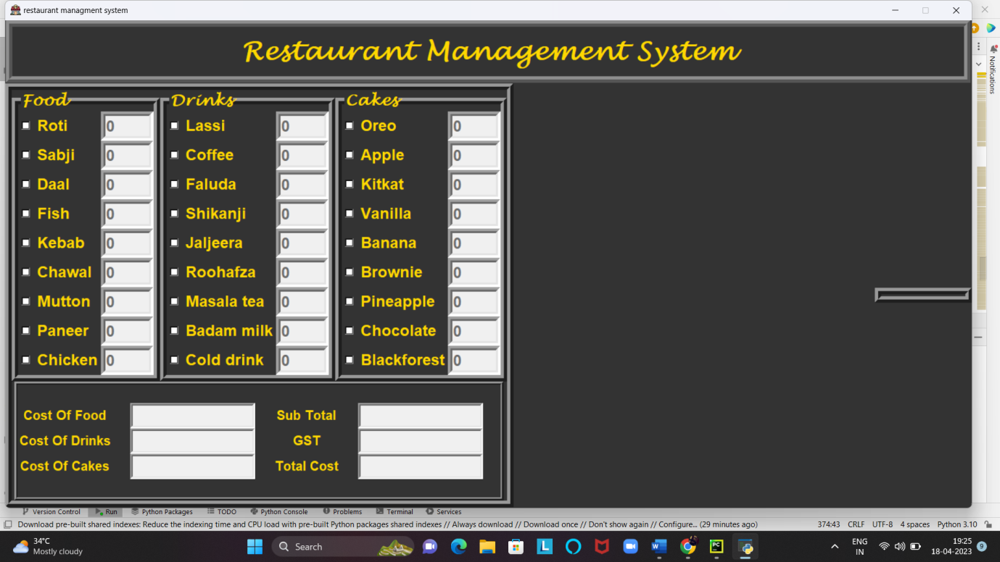 restaurant managment system
Restaurant Management System
Notifications
Food
Roti 0
Sabji 0
Daal 0
Fish 0
Kebab 0
Chawal 0
Mutton 0
Paneer 0
Chicken 0
Drinks
Lassi 0
Coffee 0
Faluda 0
Shikanji 0
Jaljeera 0
Roohafza 0
Masala tea 0
Badam milk 0
Cold drink 0
Cakes
Oreo 0
Apple 0
Kitkat 0
Vanilla 0
Banana 0
Brownie 0
Pineapple 0
Chocolate 0
Blackforest 0
Cost Of Food Sub Total
Cost Of Drinks GST
Cost Of Cakes Total Cost
Version Control Run Python Packages TODO Python Console Problems Terminal Services
Download pre-built shared indexes: Reduce the indexing time and CPU load with pre-built Python packages shared indexes // Always download // Download once // Don't show again // Configure... (29 minutes ago) 374:43 CRLF UTF-8 4 spaces Python 3.10
34°C
Mostly cloudy
Search
L
W
PC
ENG
IN
19:25
18-04-2023
9